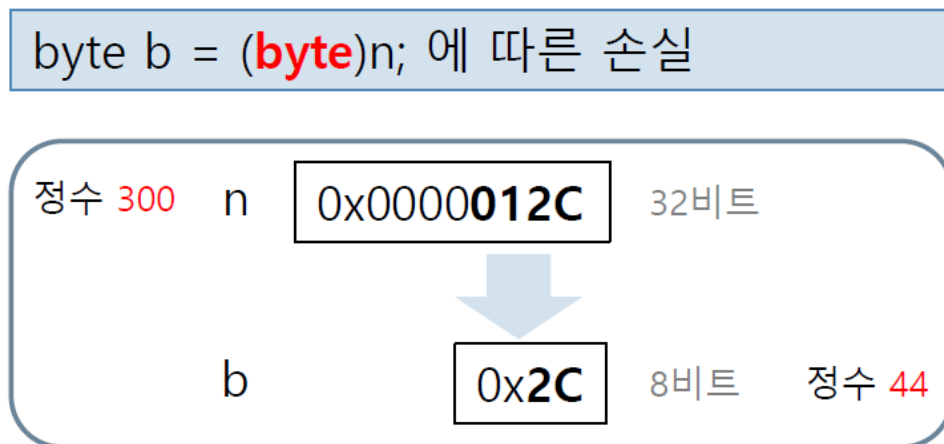 byte b = (byte)n; 에 따른 손실
정수 300 n 0x0000012C 32비트
b 0x2C 8비트 정수 44